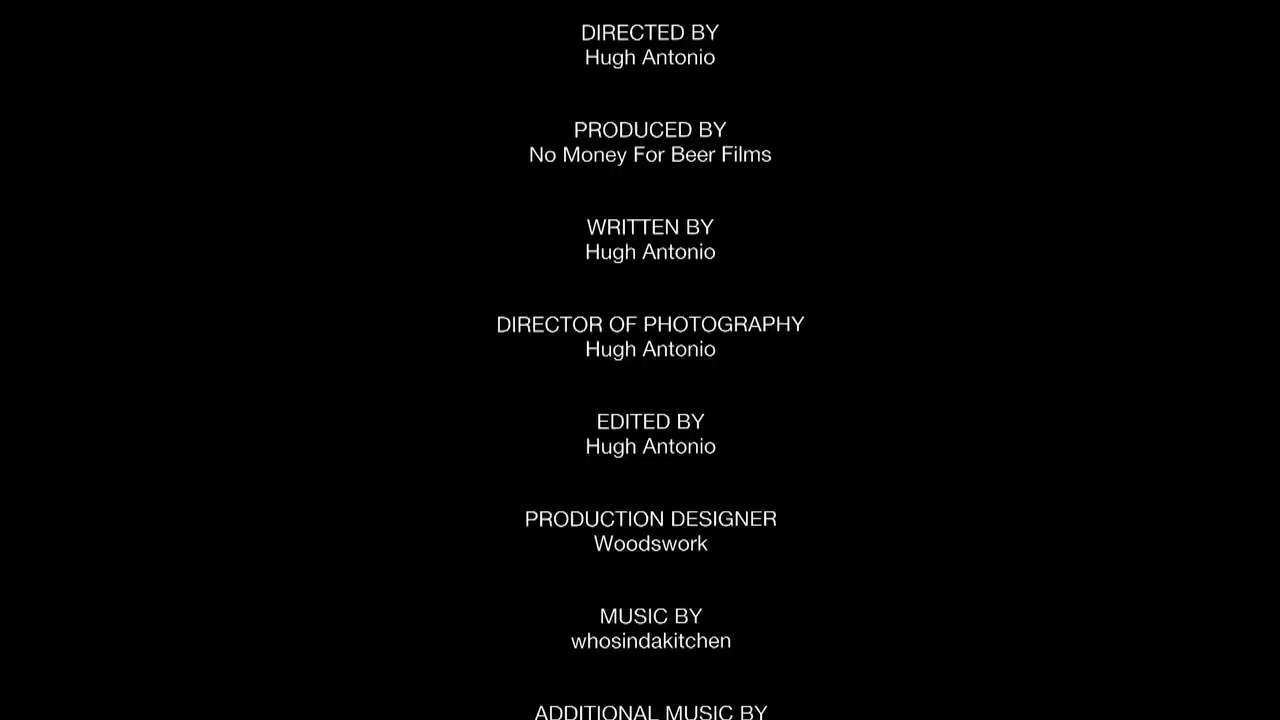 DIRECTED BY
Hugh Antonio
PRODUCED BY
No Money For Beer Films
WRITTEN BY
Hugh Antonio
DIRECTOR OF PHOTOGRAPHY
Hugh Antonio
EDITED BY
Hugh Antonio
PRODUCTION DESIGNER
Woodswork
MUSIC BY
whosindakitchen
ADDITIONAL MUSIC BY